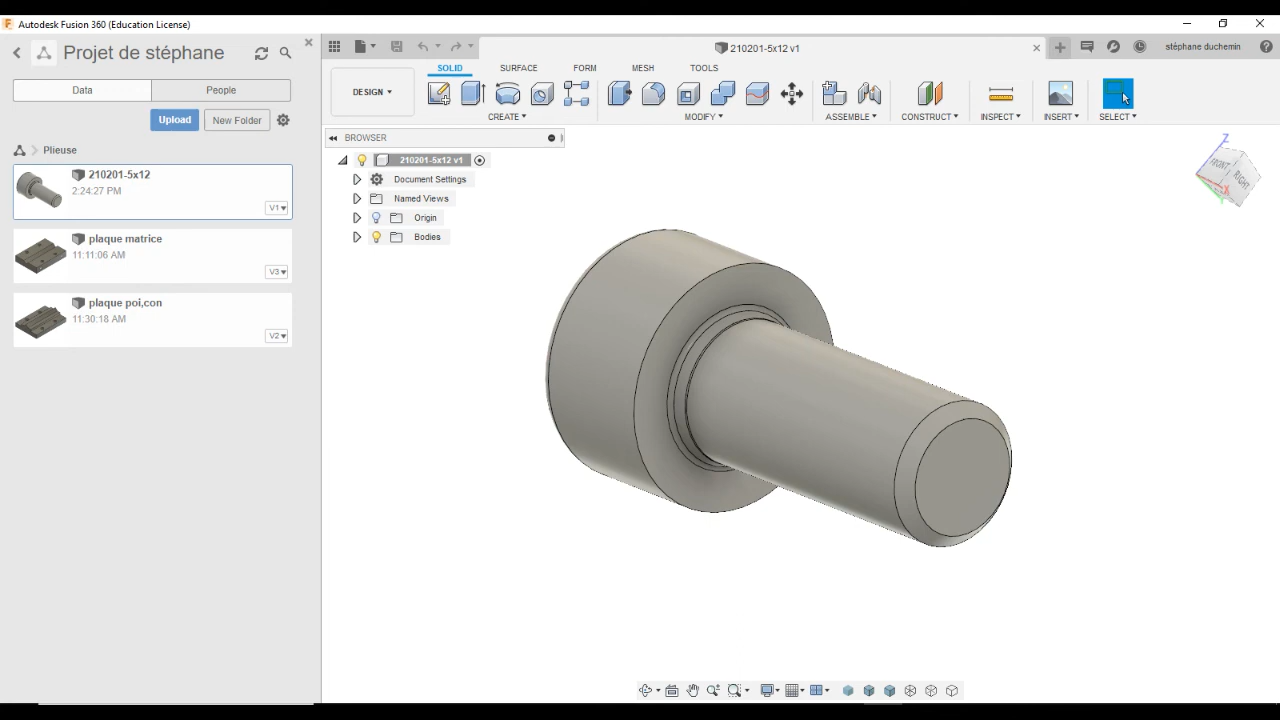 Autodesk Fusion 360 (Education License)
Projet de stéphane
Data
People
Upload
New Folder
Plieuse
210201-5x12
2:24:27 PM
V1
plaque matrice
11:11:06 AM
V3
plaque poi,con
11:30:18 AM
V2
210201-5x12 v1
stéphane duchemin
DESIGN
SOLID
SURFACE
FORM
MESH
TOOLS
CREATE
MODIFY
ASSEMBLE
CONSTRUCT
INSPECT
INSERT
SELECT
BROWSER
210201-5x12 v1
Document Settings
Named Views
Origin
Bodies
Z
FRONT
RIGHT
X